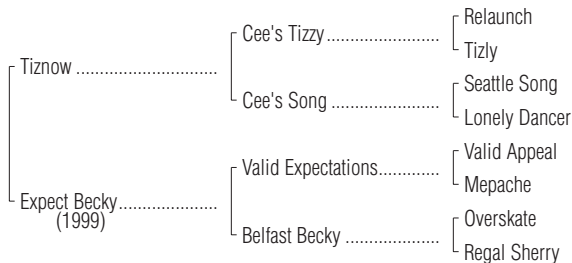 Relaunch
Cee's Tizzy
Tizly
Tiznow
Seattle Song
Cee's Song
Lonely Dancer
Valid Appeal
Valid Expectations
Mepache
Expect Becky
(1999)
Overskate
Belfast Becky
Regal Sherry